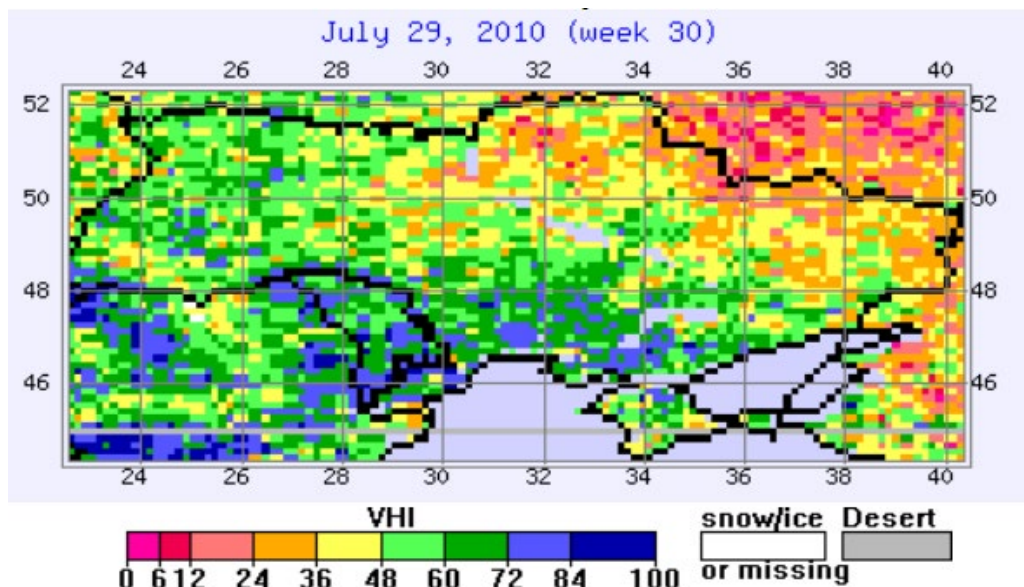 July 29, 2010 (week 30)
24 26 28 30 32 34 36 38 40
52 52
50 50
48 48
46 46
24 26 28 30 32 34 36 38 40
VHI snow/ice Desert
0 6 12 24 36 48 60 72 84 100 or missing